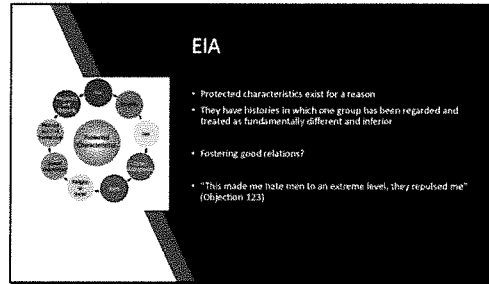 EIA
• Protected characteristics exist for a reason
• They have histories in which one group has been regarded and
treated as fundamentally different and inferior
• Fostering good relations?
• "This made me hate men to an extreme level, they repulsed me"
(Objection 123)
Protected
Characteristics